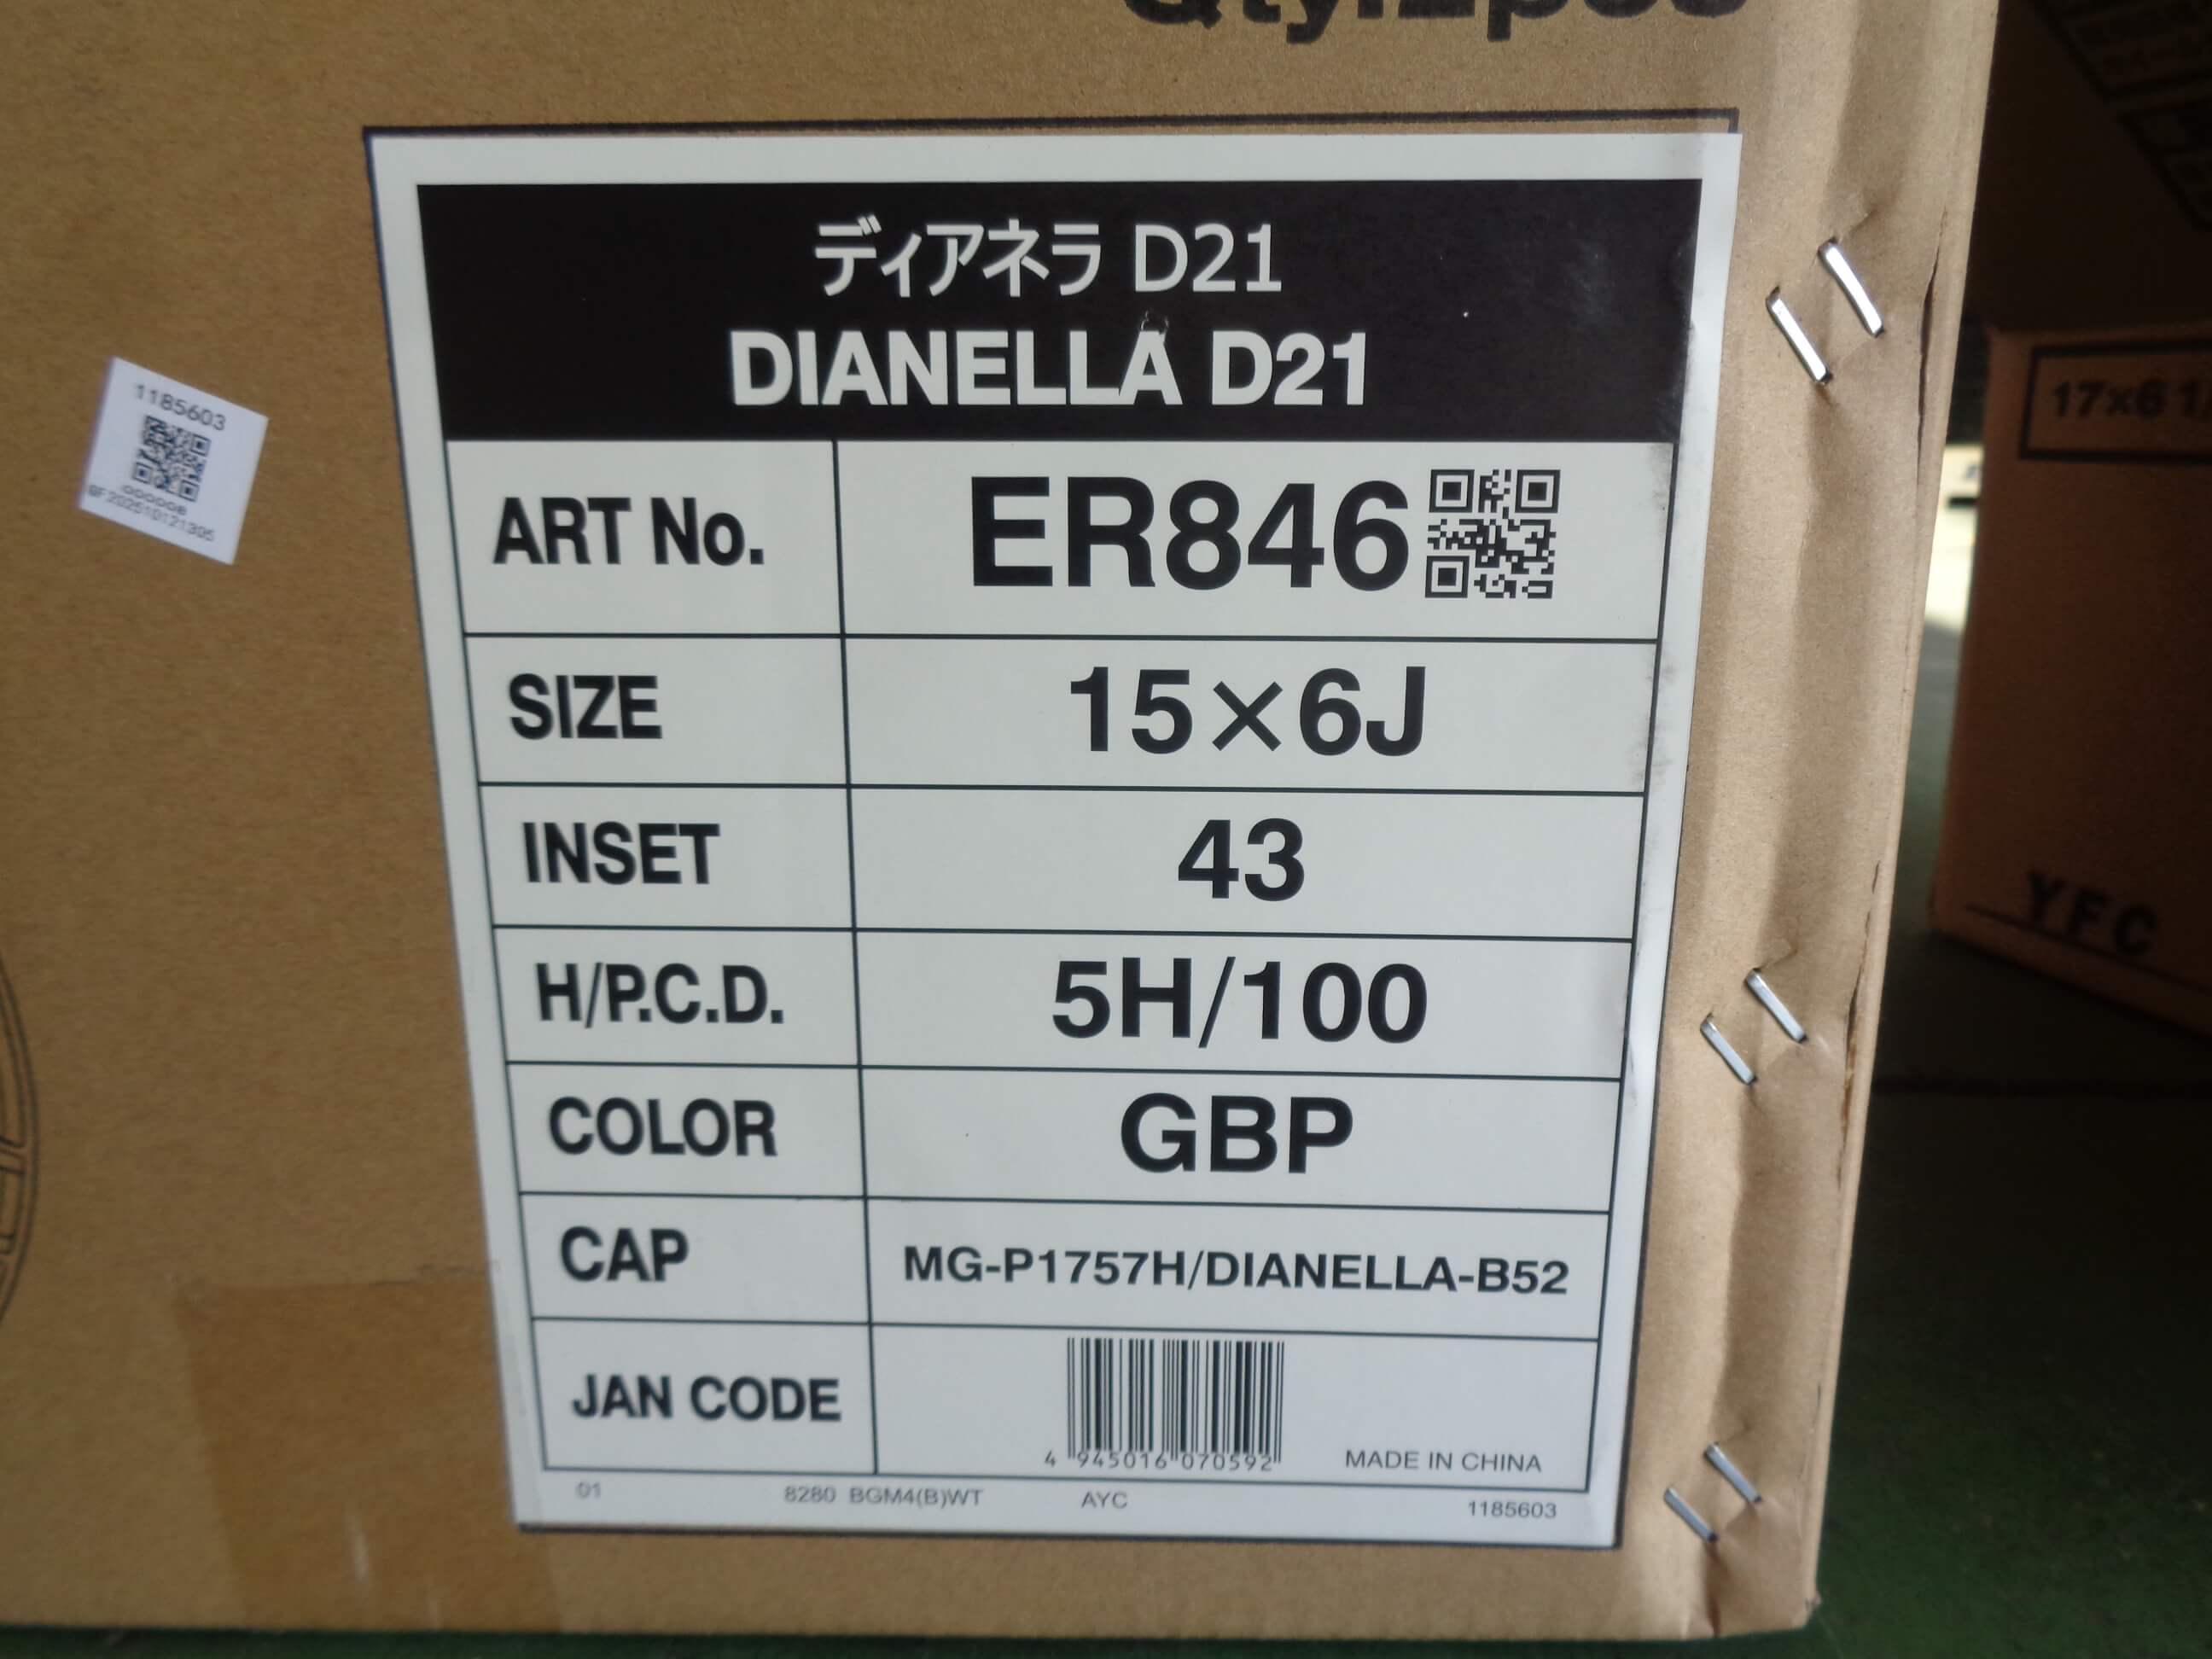 ディアネラ D21
DIANELLA D21
ART No. ER846
SIZE 15×6J
INSET 43
H/P.C.D. 5H/100
COLOR GBP
CAP MG-P1757H/DIANELLA-B52
JAN CODE 4 945016 070592 MADE IN CHINA
01 8280 BGM4(B)WT AYC 1185603
1185603
YFC